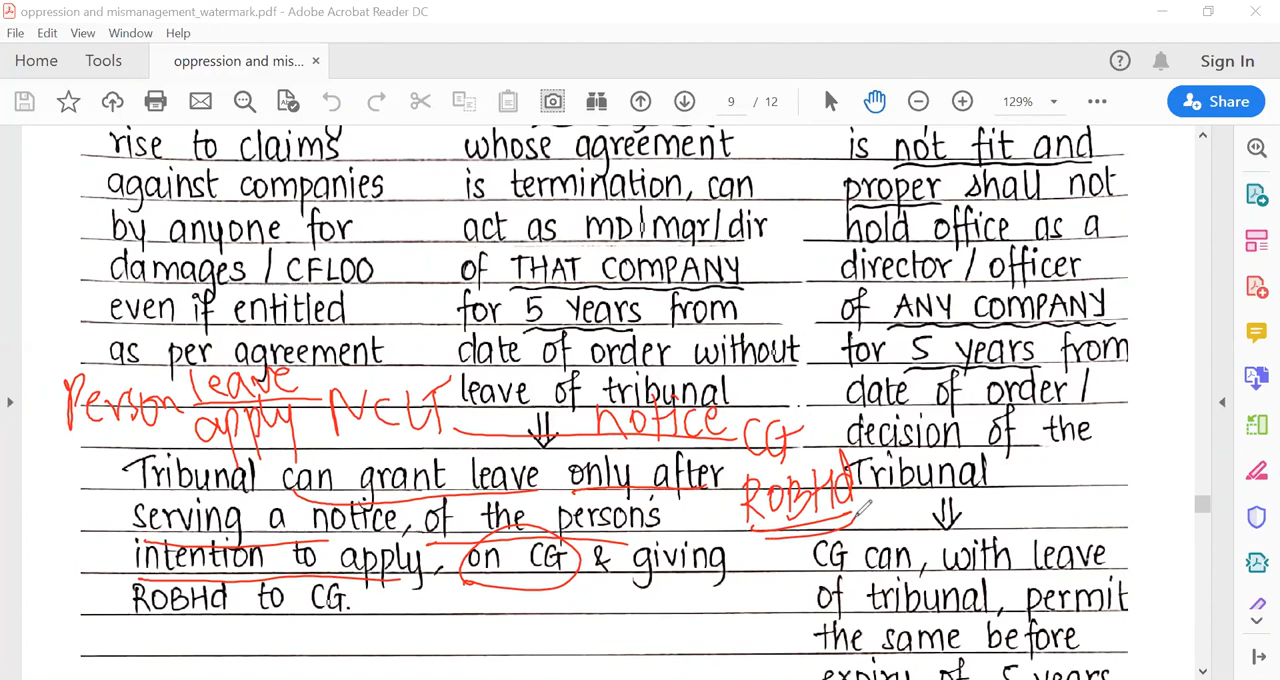 oppression and mismanagement_watermark.pdf - Adobe Acrobat Reader DC
File Edit View Window Help
Home Tools oppression and mis... × Sign In
9 / 12 129% Share
rise to claims
against companies
by anyone for
damages / CFLOO
even if entitled
as per agreement
whose agreement
is termination, can
act as MD/mgr/dir
of THAT COMPANY
for 5 years from
date of order without
leave of tribunal
⇓
is not fit and
proper shall not
hold office as a
director / officer
of ANY COMPANY
for 5 years from
date of order /
decision of the
Tribunal
⇓
CG can, with leave
of tribunal, permit
the same before
expiry of 5 years
Person leave apply NCLT notice CG
ROBHd
Tribunal can grant leave only after
serving a notice, of the persons
intention to apply, on CG & giving
ROBHd to CG.